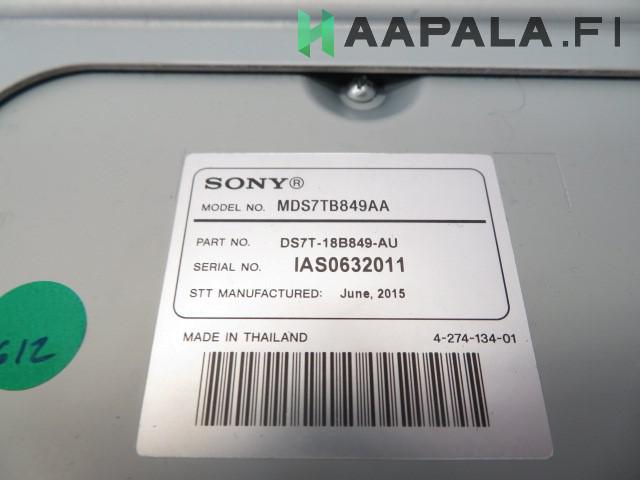 HAAPALA.FI
SONY®
MODEL NO. MDS7TB849AA
PART NO. DS7T-18B849-AU
SERIAL NO. IAS0632011
STT MANUFACTURED: June, 2015
MADE IN THAILAND 4-274-134-01
612